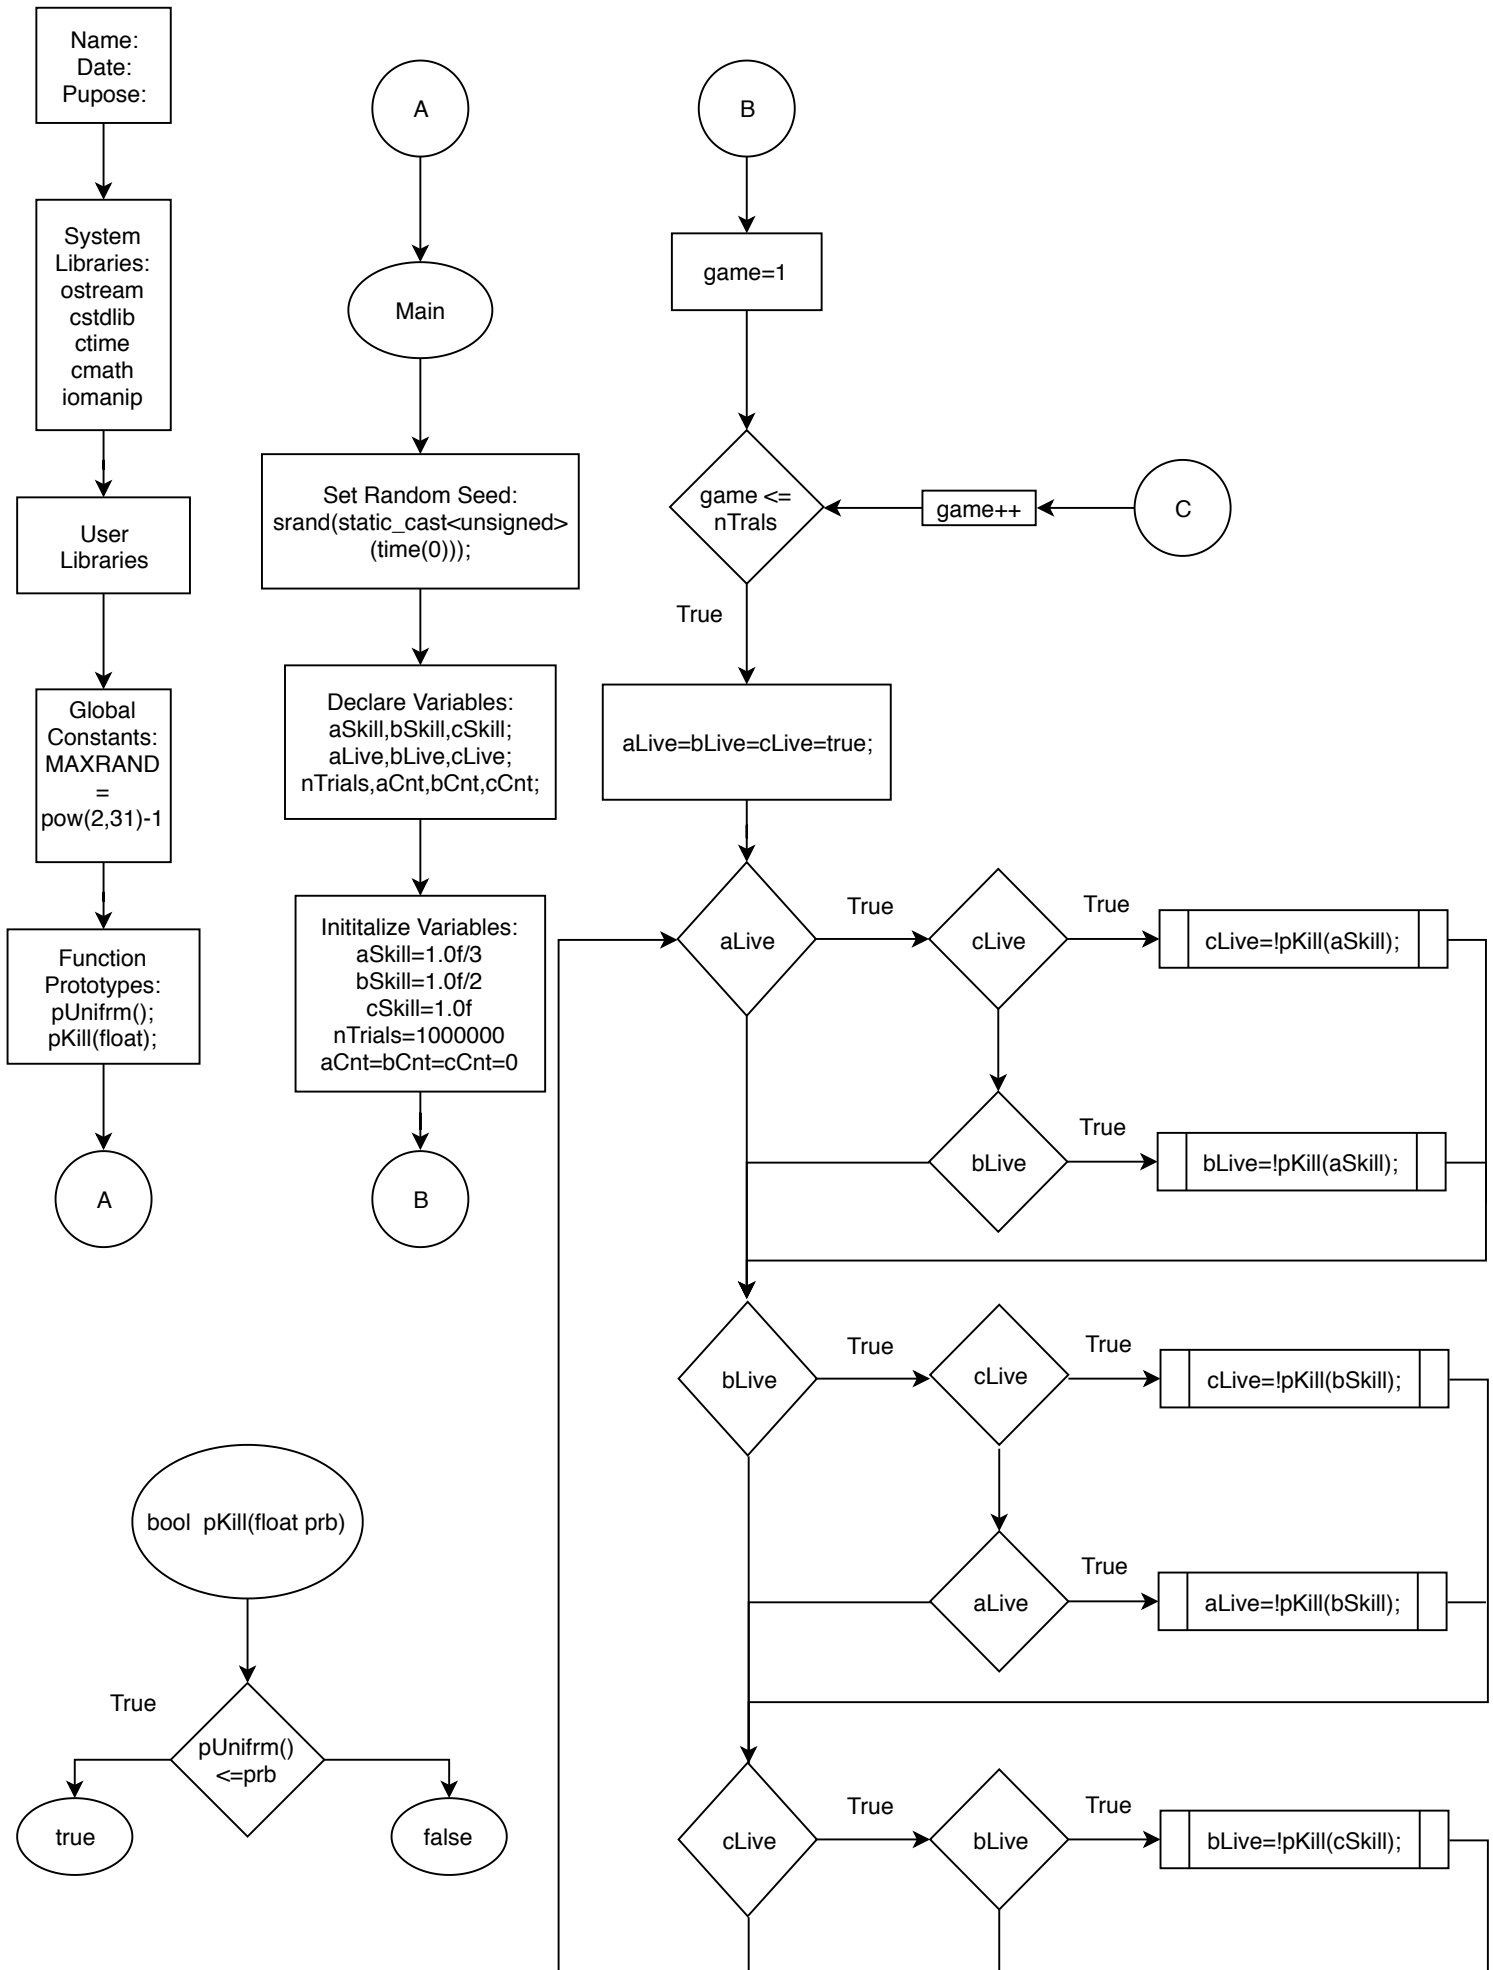 Name:
Date:
Pupose:
System
Libraries:
ostream
cstdlib
ctime
cmath
iomanip
User
Libraries
Global
Constants:
MAXRAND
=
pow(2,31)-1
Function
Prototypes:
pUnifrm();
pKill(float);
A
A
Main
Set Random Seed:
srand(static_cast<unsigned>
(time(0)));
Declare Variables:
aSkill,bSkill,cSkill;
aLive,bLive,cLive;
nTrials,aCnt,bCnt,cCnt;
Inititalize Variables:
aSkill=1.0f/3
bSkill=1.0f/2
cSkill=1.0f
nTrials=1000000
aCnt=bCnt=cCnt=0
B
B
game=1
game <=
nTrals
game++
C
True
aLive=bLive=cLive=true;
aLive
True
cLive
True
cLive=!pKill(aSkill);
bLive
True
bLive=!pKill(aSkill);
bLive
True
cLive
True
cLive=!pKill(bSkill);
aLive
True
aLive=!pKill(bSkill);
cLive
True
bLive
True
bLive=!pKill(cSkill);
bool  pKill(float prb)
True
pUnifrm()
<=prb
true
false